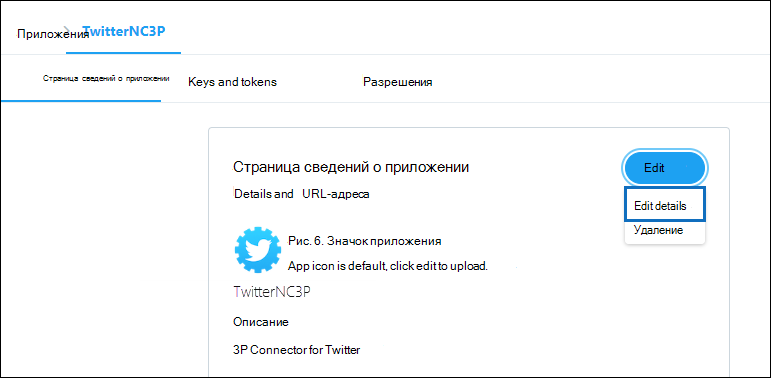 Приложения TwitterNC3P
Страница сведений о приложении Keys and tokens Разрешения
Страница сведений о приложении Edit
Details and URL-адреса
Edit details
Удаление
Рис. 6. Значок приложения
App icon is default, click edit to upload.
TwitterNC3P
Описание
3P Connector for Twitter